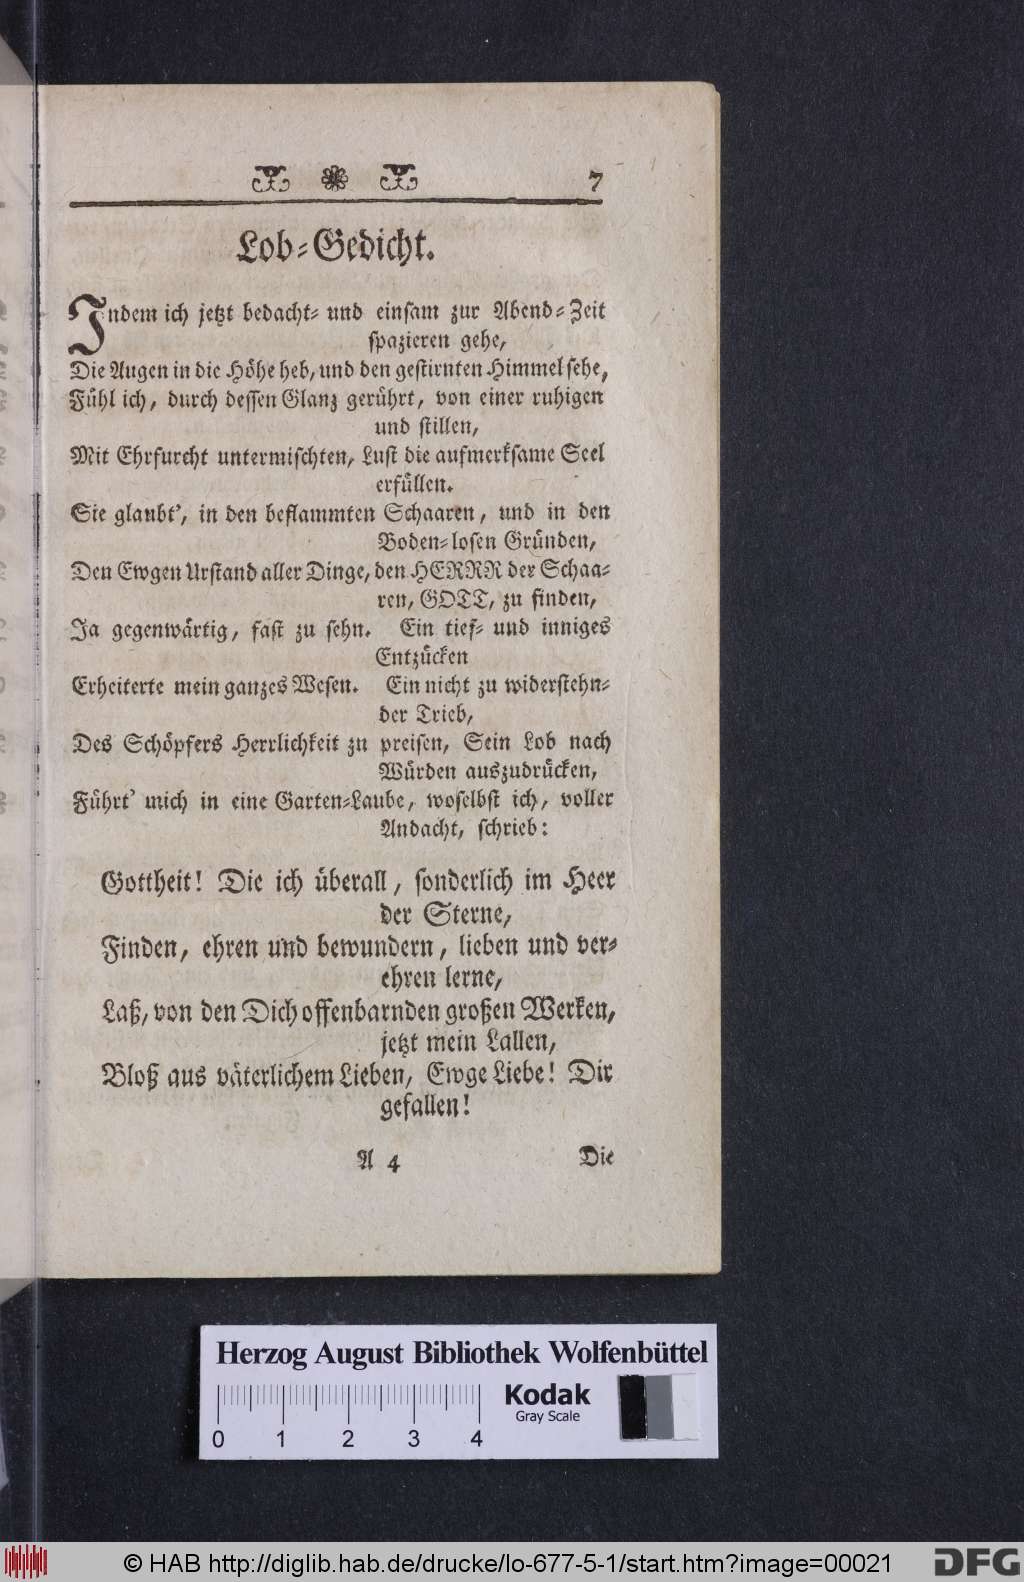 7
Lob-Gedicht.
Indem ich jetzt bedacht- und einsam zur Abend-Zeit
spazieren gehe,
Die Augen in die Höhe heb, und den gestirnten Himmel sehe,
Fühl ich, durch dessen Glanz gerührt, von einer ruhigen
und stillen,
Mit Ehrfurcht untermischten, Lust die aufmerksame Seel
erfüllen.
Sie glaubt', in den beflammten Schaaren, und in den
Boden-losen Gründen,
Den Ewgen Urstand aller Dinge, den HERRN der Schaa-
ren, GOTT, zu finden,
Ja gegenwärtig, fast zu sehn. Ein tief- und inniges
Entzücken
Erheiterte mein ganzes Wesen. Ein nicht zu widerstehn-
der Trieb,
Des Schöpfers Herrlichkeit zu preisen, Sein Lob nach
Würden auszudrücken,
Führt' mich in eine Garten-Laube, woselbst ich, voller
Andacht, schrieb:
Gottheit! Die ich überall, sonderlich im Heer
der Sterne,
Finden, ehren und bewundern, lieben und ver-
ehren lerne,
Laß, von den Dich offenbarnden großen Werken,
jetzt mein Lallen,
Bloß aus väterlichem Lieben, Ewge Liebe! Dir
gefallen!
A 4 Die
Herzog August Bibliothek Wolfenbüttel
Kodak
Gray Scale
0 1 2 3 4
© HAB http://diglib.hab.de/drucke/lo-677-5-1/start.htm?image=00021
DFG